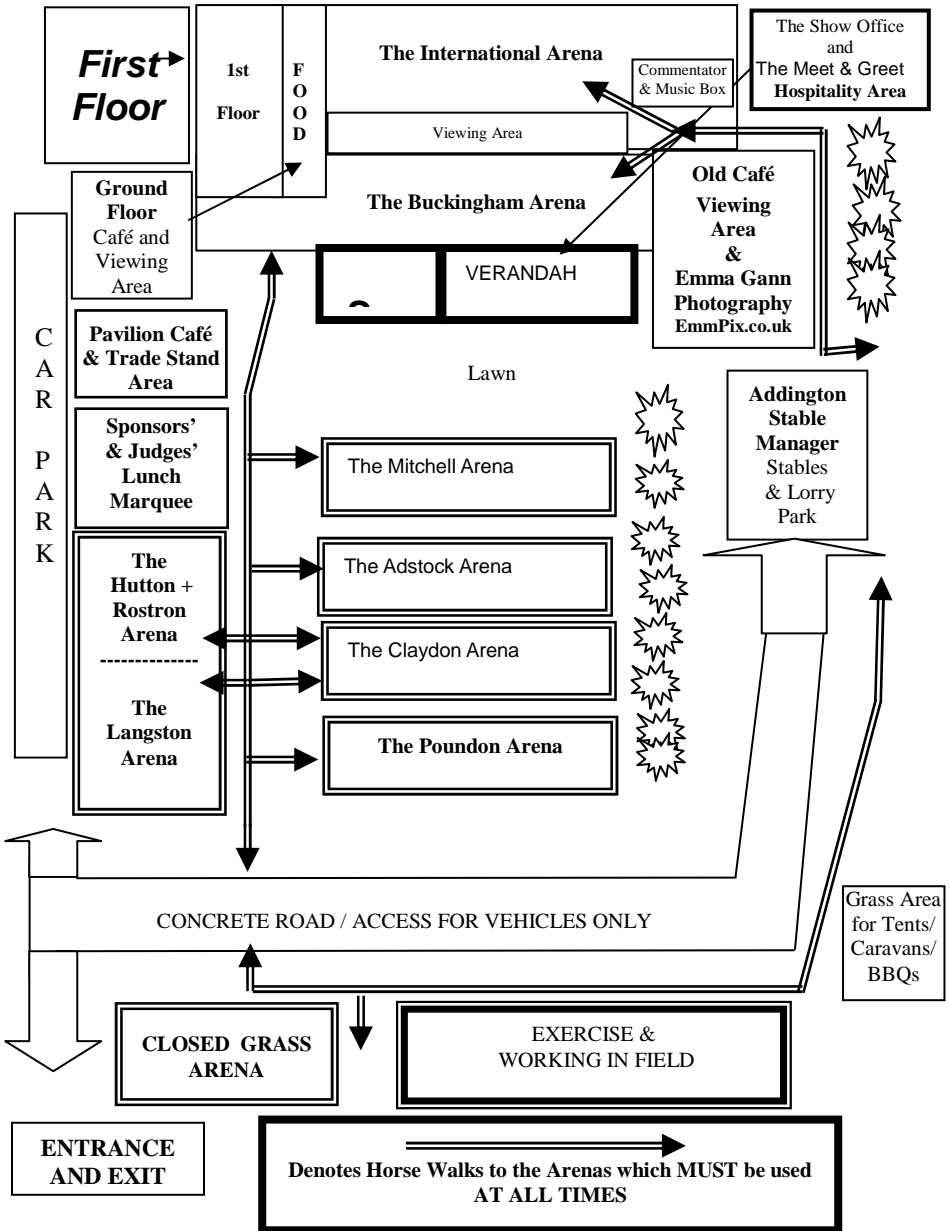 First
Floor
1st
Floor
F
O
O
D
The International Arena
Commentator
& Music Box
The Show Office
and
The Meet & Greet
Hospitality Area
Viewing Area
Ground
Floor
Café and
Viewing
Area
The Buckingham Arena
Old Café
Viewing
Area
&
Emma Gann
Photography
EmmPix.co.uk
VERANDAH
C
A
R
P
A
R
K
Pavilion Café
& Trade Stand
Area
Lawn
Sponsors'
& Judges'
Lunch
Marquee
Addington
Stable
Manager
Stables
& Lorry
Park
The Mitchell Arena
The Adstock Arena
The
Hutton +
Rostron
Arena
--------------
The
Langston
Arena
The Claydon Arena
The Poundon Arena
CONCRETE ROAD / ACCESS FOR VEHICLES ONLY
Grass Area
for Tents/
Caravans/
BBQs
CLOSED GRASS
ARENA
EXERCISE &
WORKING IN FIELD
ENTRANCE
AND EXIT
Denotes Horse Walks to the Arenas which MUST be used
AT ALL TIMES